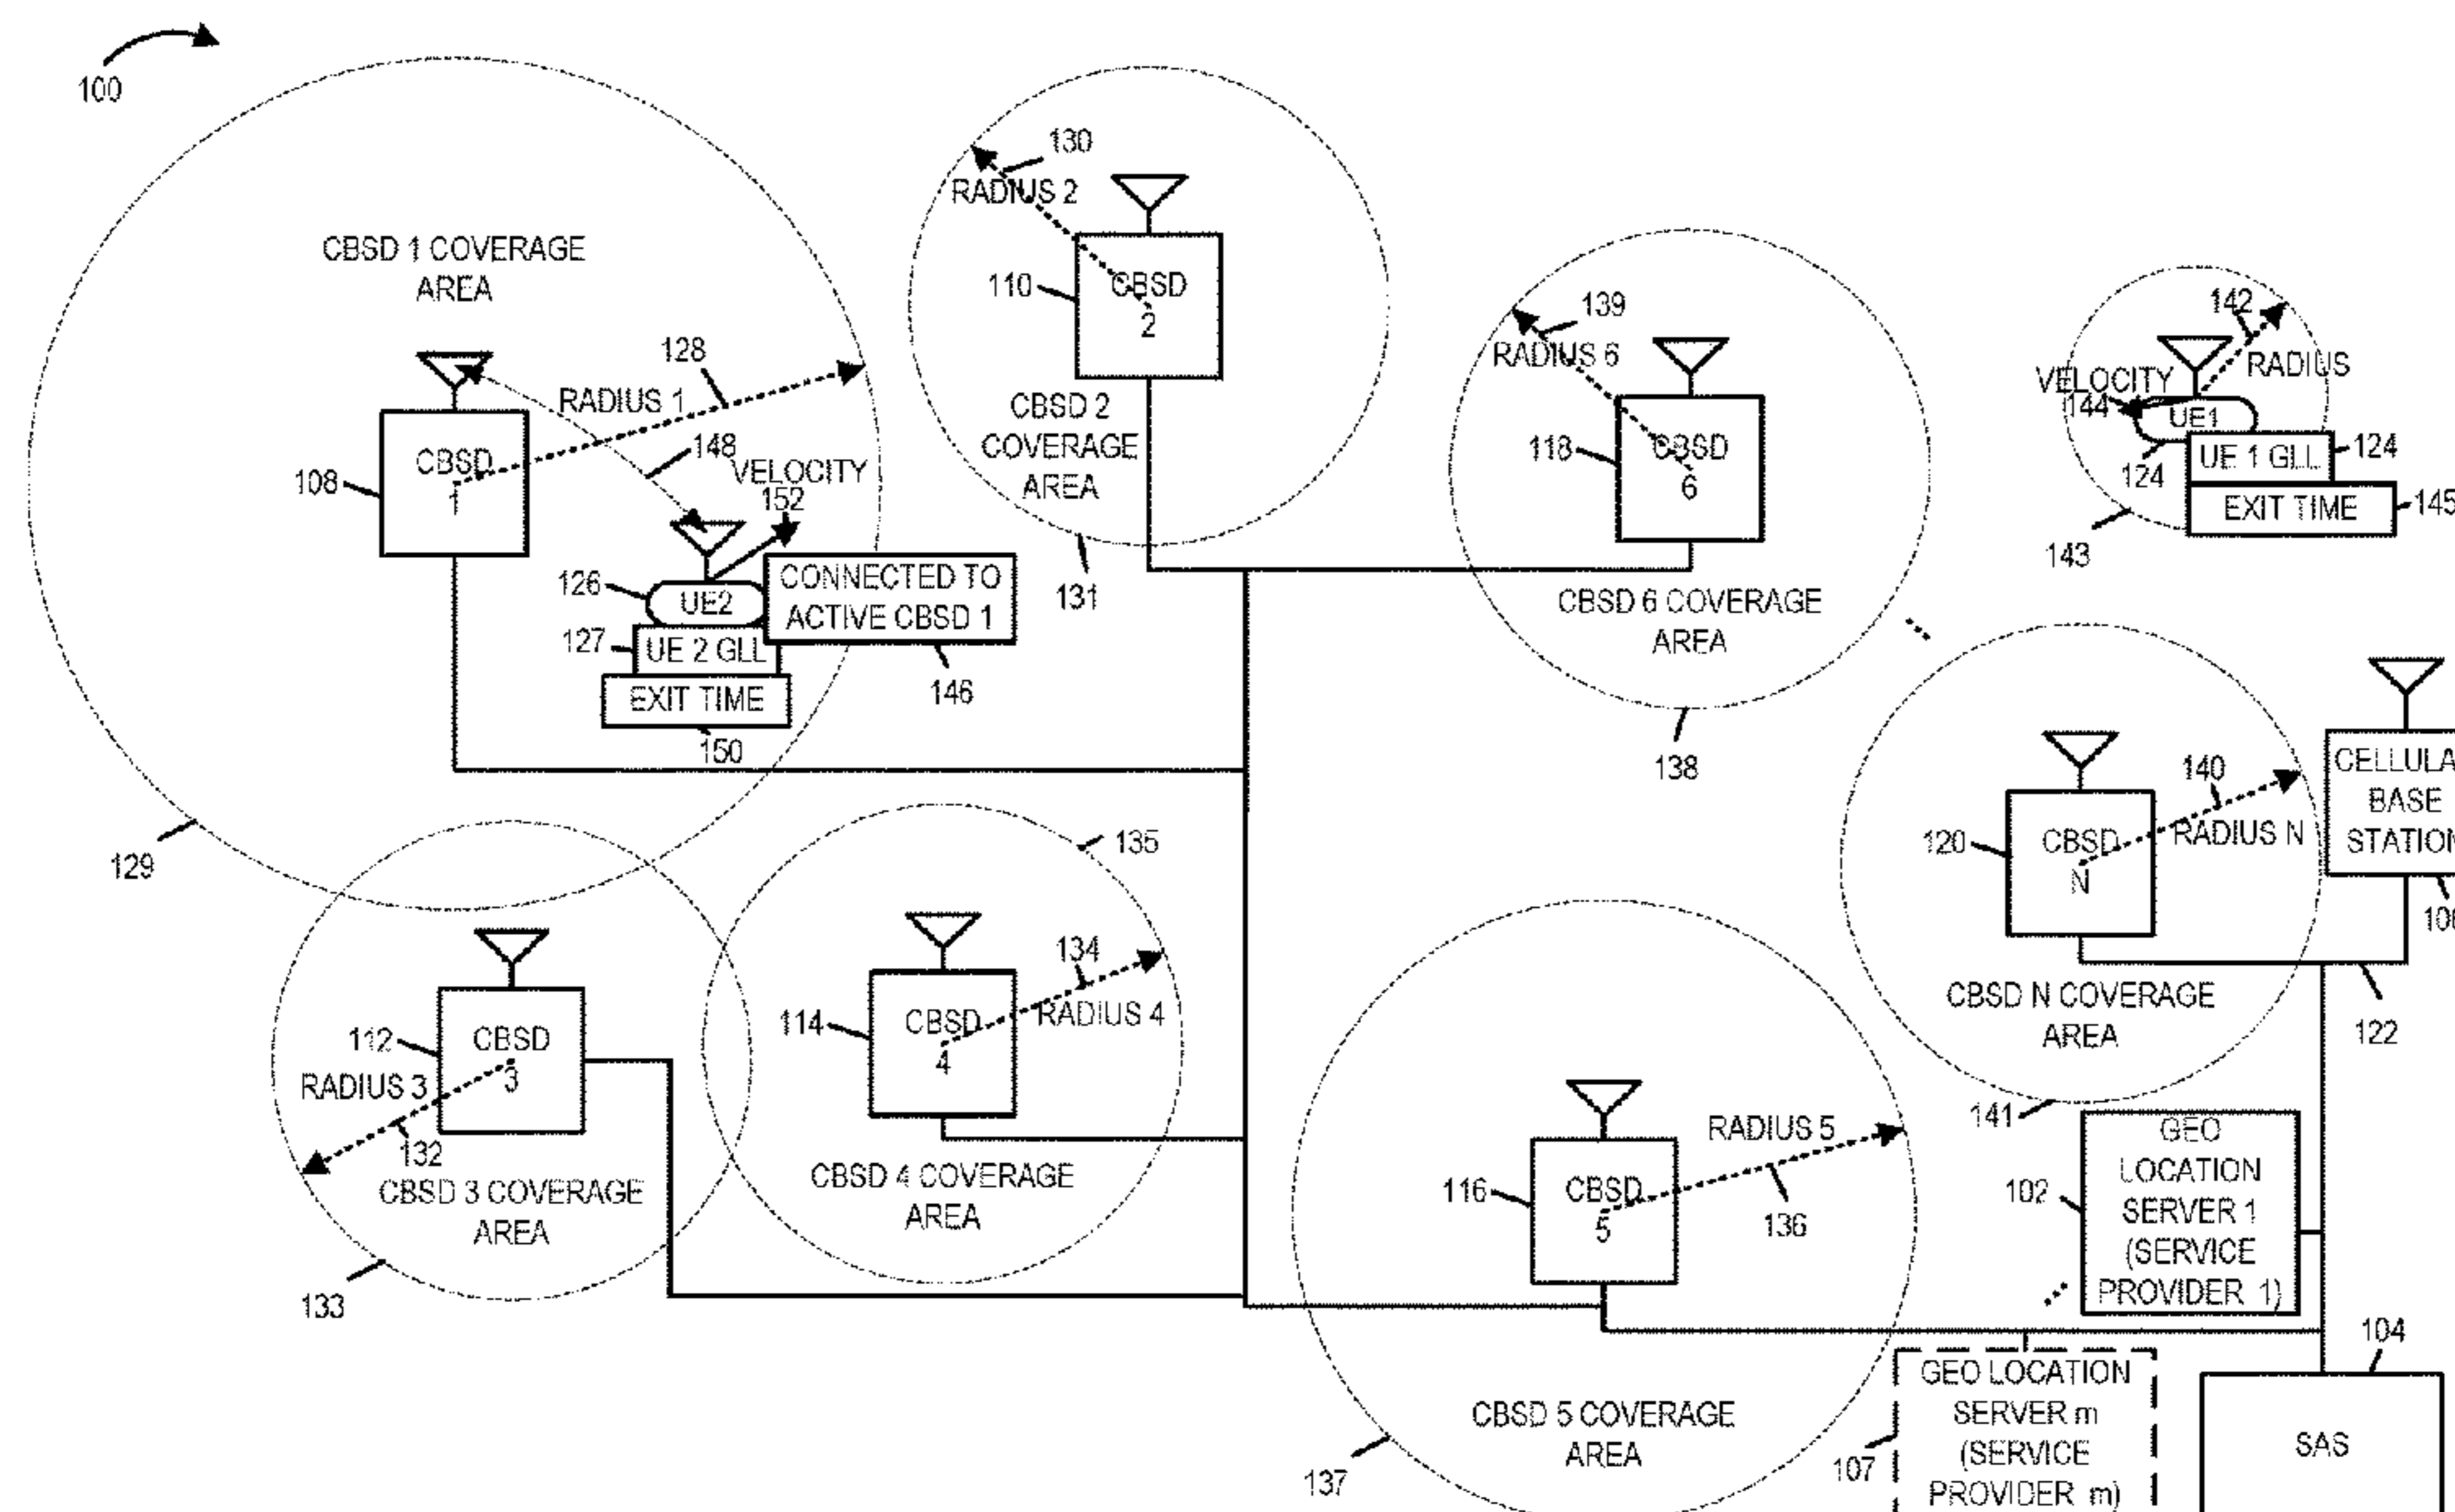 100
CBSD 1 COVERAGE
AREA
128
RADIUS 1
CBSD
1
108
148
VELOCITY
152
126
UE2
CONNECTED TO
ACTIVE CBSD 1
127
UE 2 GLL
146
EXIT TIME
150
129
130
RADIUS 2
110
CBSD
2
CBSD 2
COVERAGE
AREA
131
139
RADIUS 6
118
CBSD
6
CBSD 6 COVERAGE
AREA
138
142
RADIUS
VELOCITY
144
UE1
124
UE 1 GLL
124
EXIT TIME
145
143
140
RADIUS N
120
CBSD
N
CBSD N COVERAGE
AREA
141
BASE
122
112
CBSD
3
RADIUS 3
132
CBSD 3 COVERAGE
AREA
133
135
134
RADIUS 4
114
CBSD
4
CBSD 4 COVERAGE
AREA
RADIUS 5
116
CBSD
5
136
CBSD 5 COVERAGE
AREA
137
102
GEO
LOCATION
SERVER 1
(SERVICE
PROVIDER 1)
104
SAS
107
GEO LOCATION
SERVER m
(SERVICE
PROVIDER m)